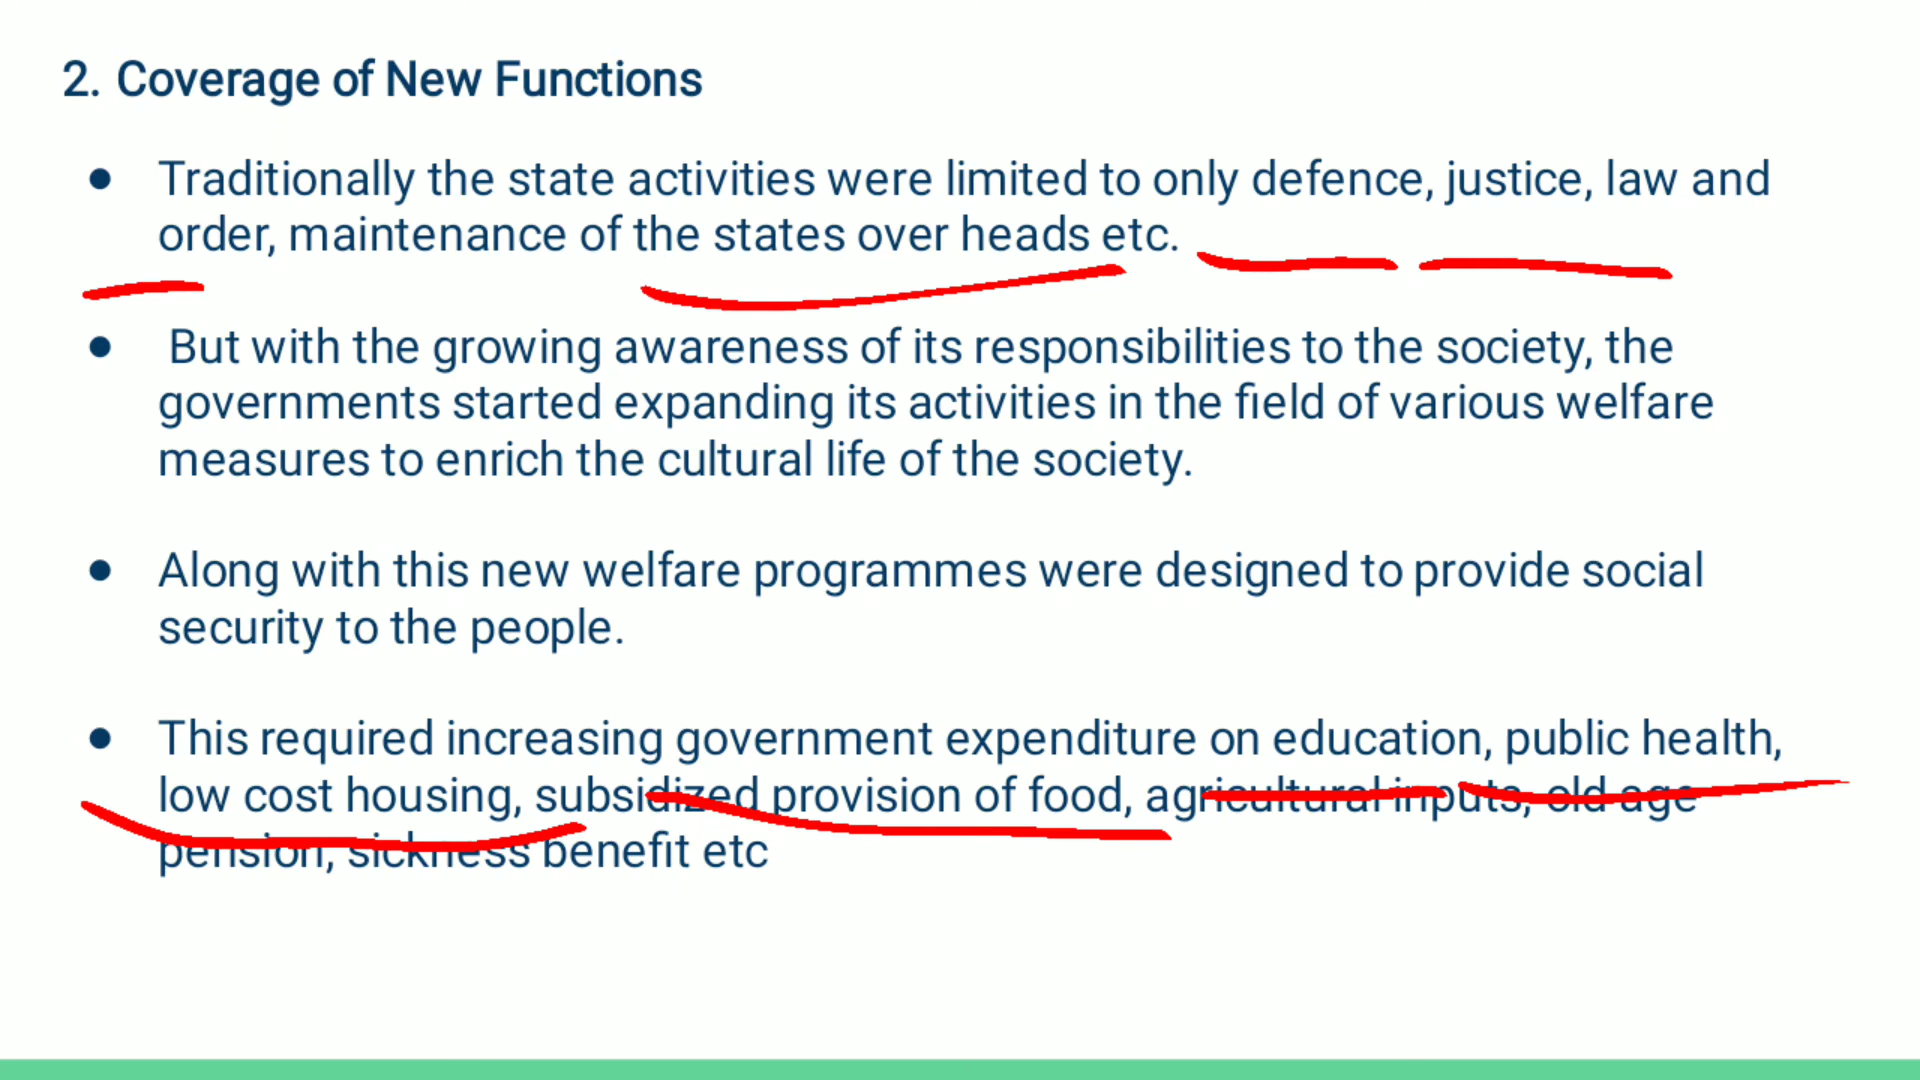 2. Coverage of New Functions
● Traditionally the state activities were limited to only defence, justice, law and
order, maintenance of the states over heads etc.
● But with the growing awareness of its responsibilities to the society, the
governments started expanding its activities in the field of various welfare
measures to enrich the cultural life of the society.
● Along with this new welfare programmes were designed to provide social
security to the people.
● This required increasing government expenditure on education, public health,
low cost housing, subsidized provision of food, agricultural inputs, old age
pension, sickness benefit etc